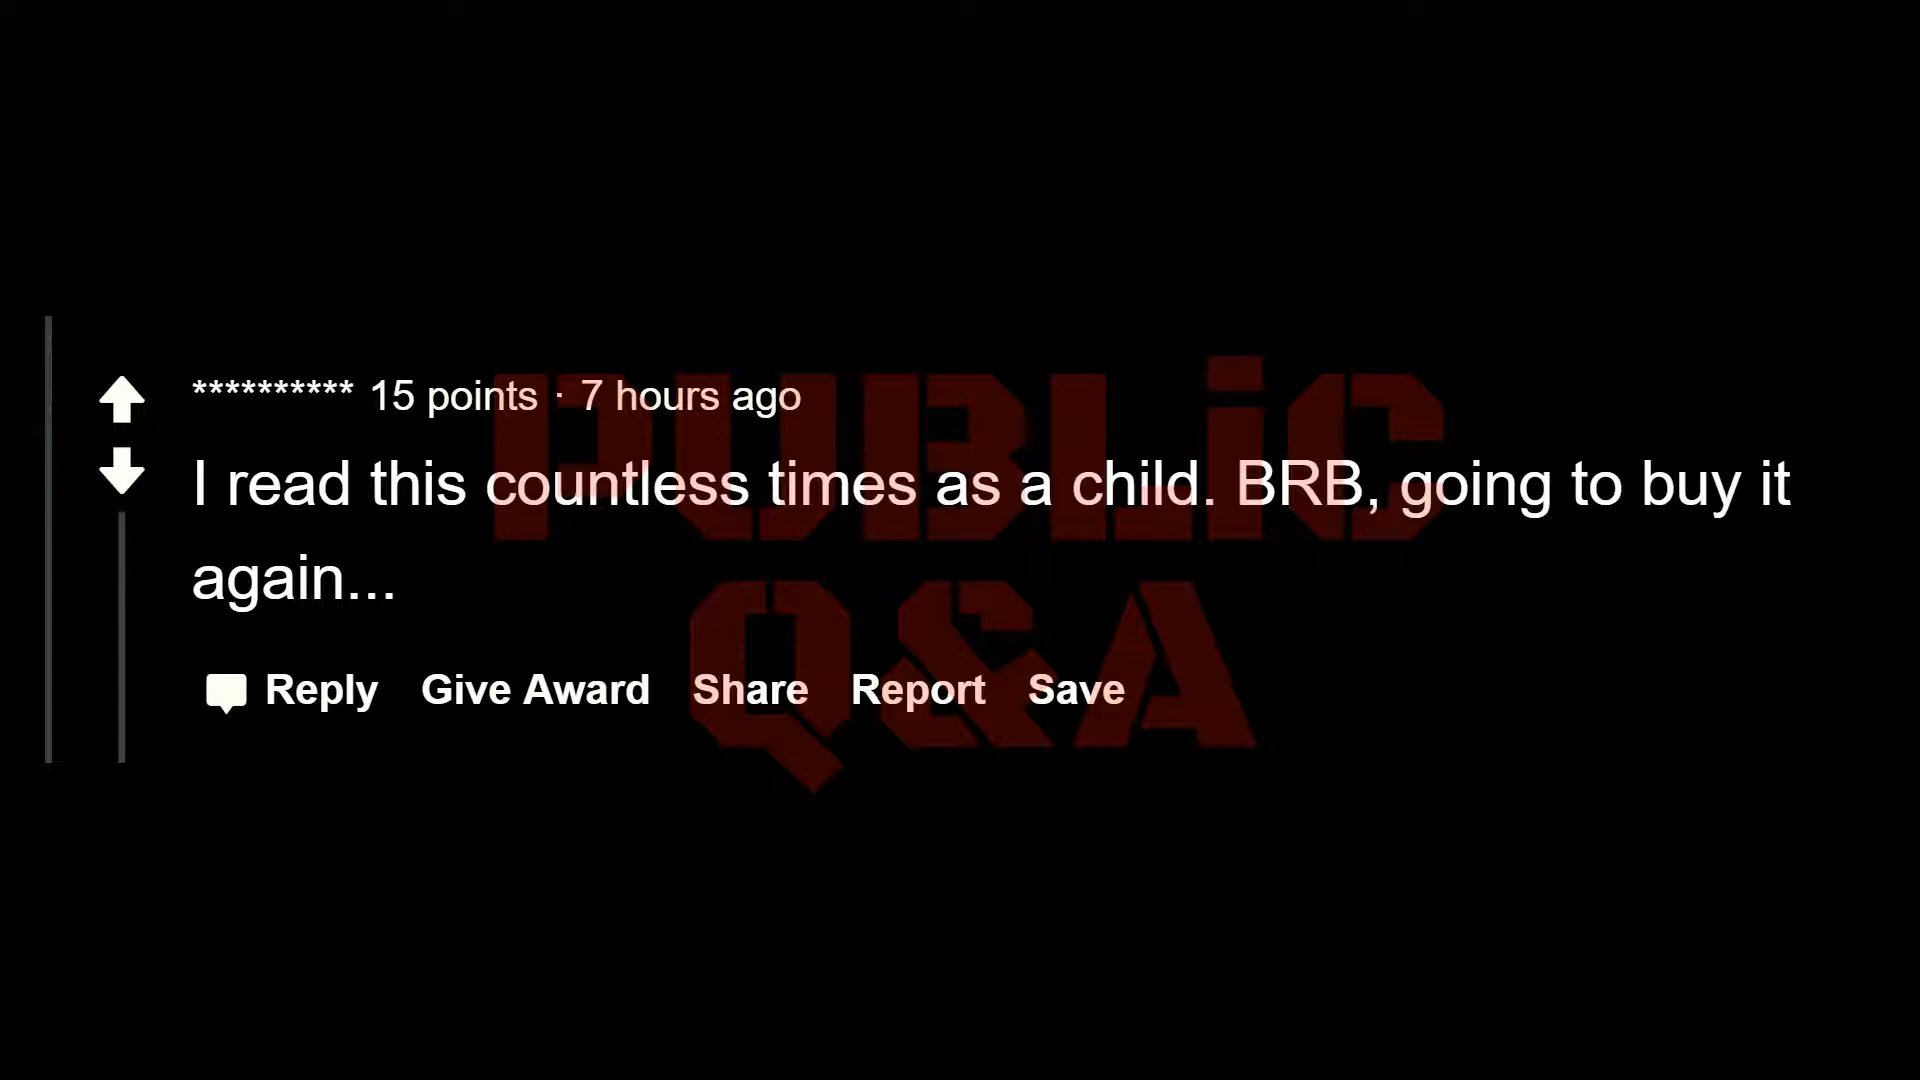 ********** 15 points · 7 hours ago
I read this countless times as a child. BRB, going to buy it
again...
Reply Give Award Share Report Save
PUBLiC
Q&A